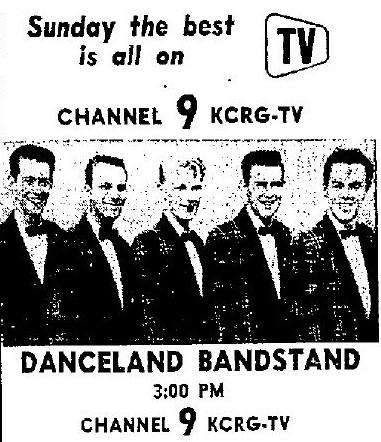 Sunday the best
is all on
TV
CHANNEL 9 KCRG-TV
DANCELAND BANDSTAND
3:00 PM
CHANNEL 9 KCRG-TV